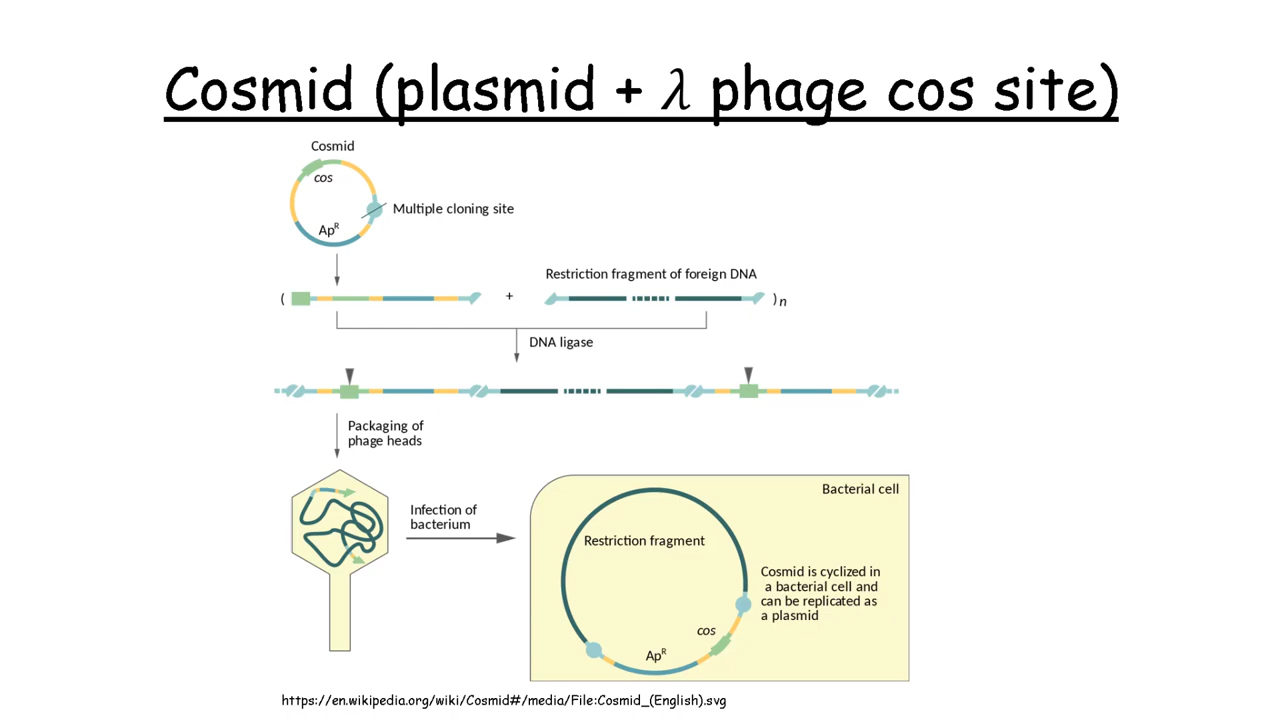 Cosmid (plasmid + λ phage cos site)
Cosmid
cos
Multiple cloning site
Ap^R
Restriction fragment of foreign DNA
( + )n
DNA ligase
Packaging of
phage heads
Infection of
bacterium
Bacterial cell
Restriction fragment
Cosmid is cyclized in
a bacterial cell and
can be replicated as
a plasmid
cos
Ap^R
https://en.wikipedia.org/wiki/Cosmid#/media/File:Cosmid_(English).svg